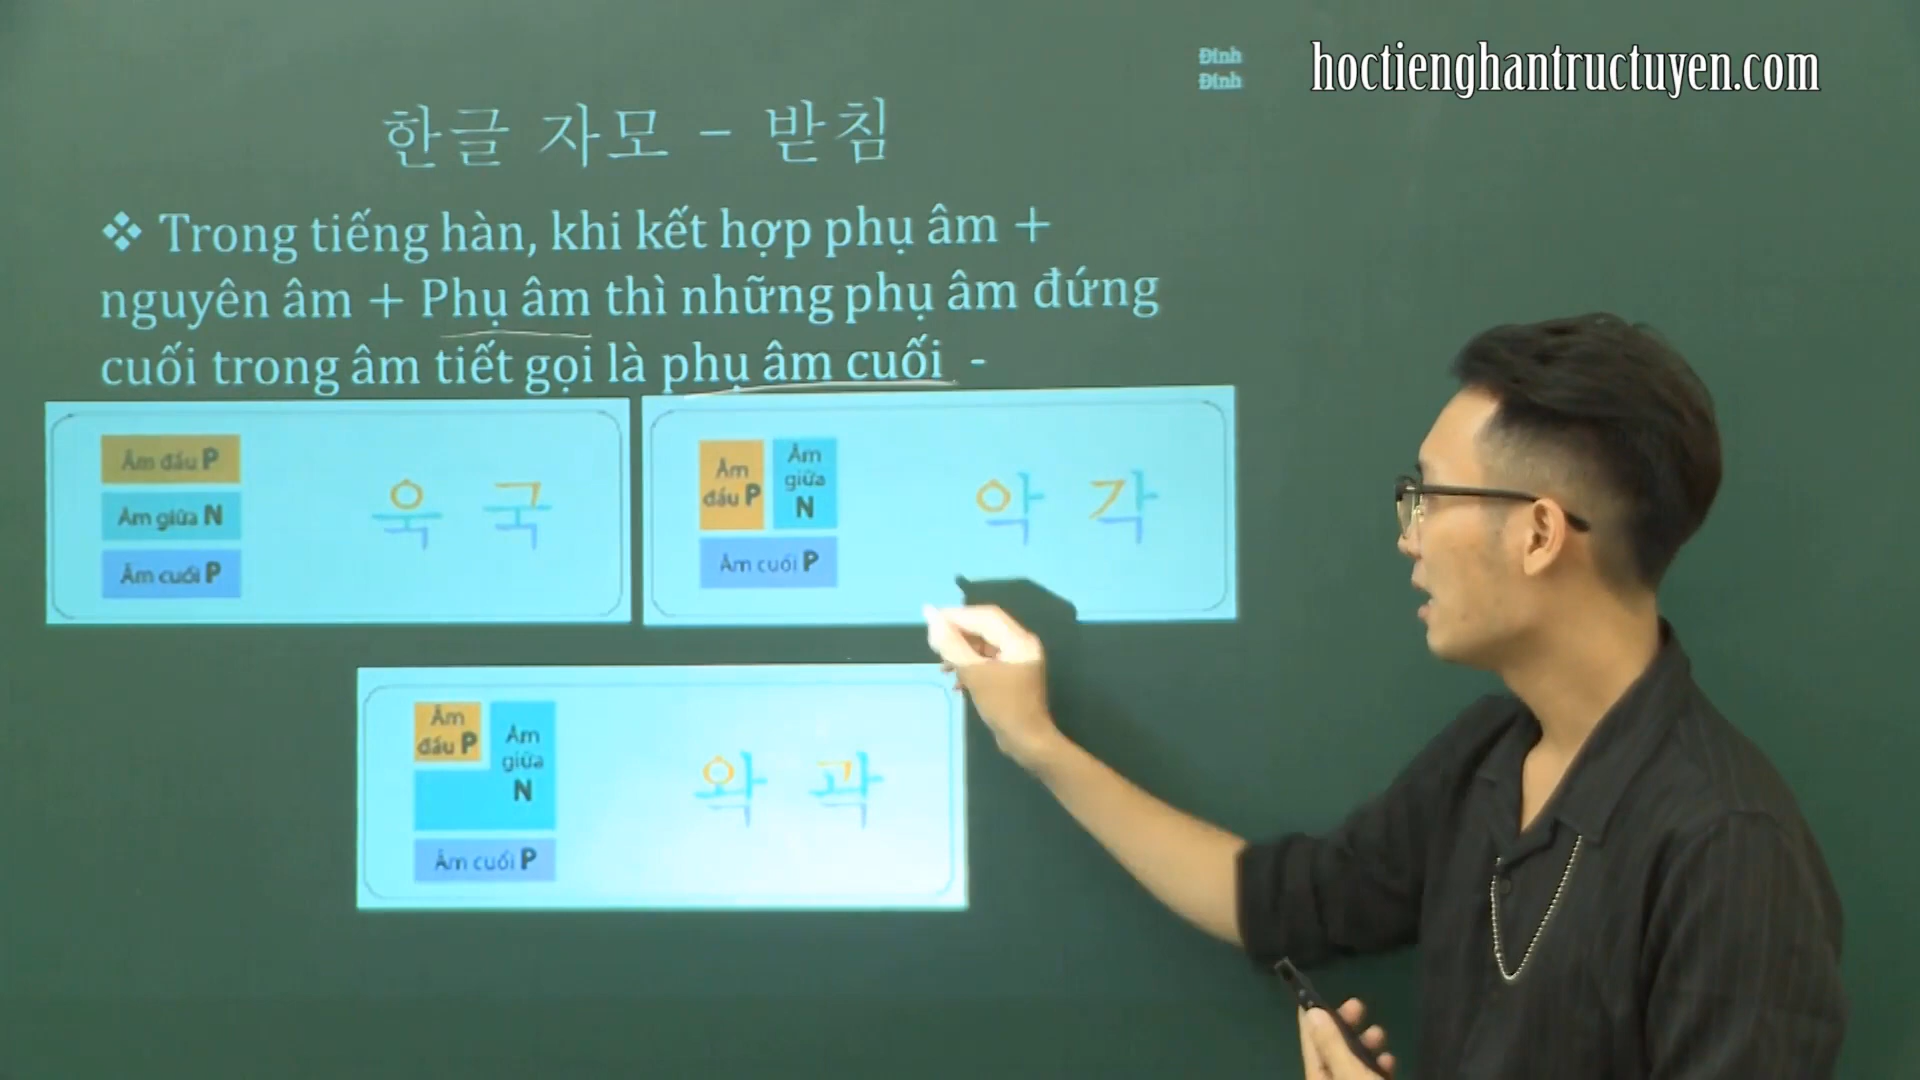 Đính
Đính
hoctienghantructuyen.com
한글 자모 - 받침
❖ Trong tiếng hàn, khi kết hợp phụ âm +
nguyên âm + Phụ âm thì những phụ âm đứng
cuối trong âm tiết gọi là phụ âm cuối -
Âm đầu P
Âm giữa N
Âm cuối P
욱 국
Âm
đầu P
Âm
giữa
N
Âm cuối P
악 각
Âm
đầu P
Âm
giữa
N
Âm cuối P
왁 곽